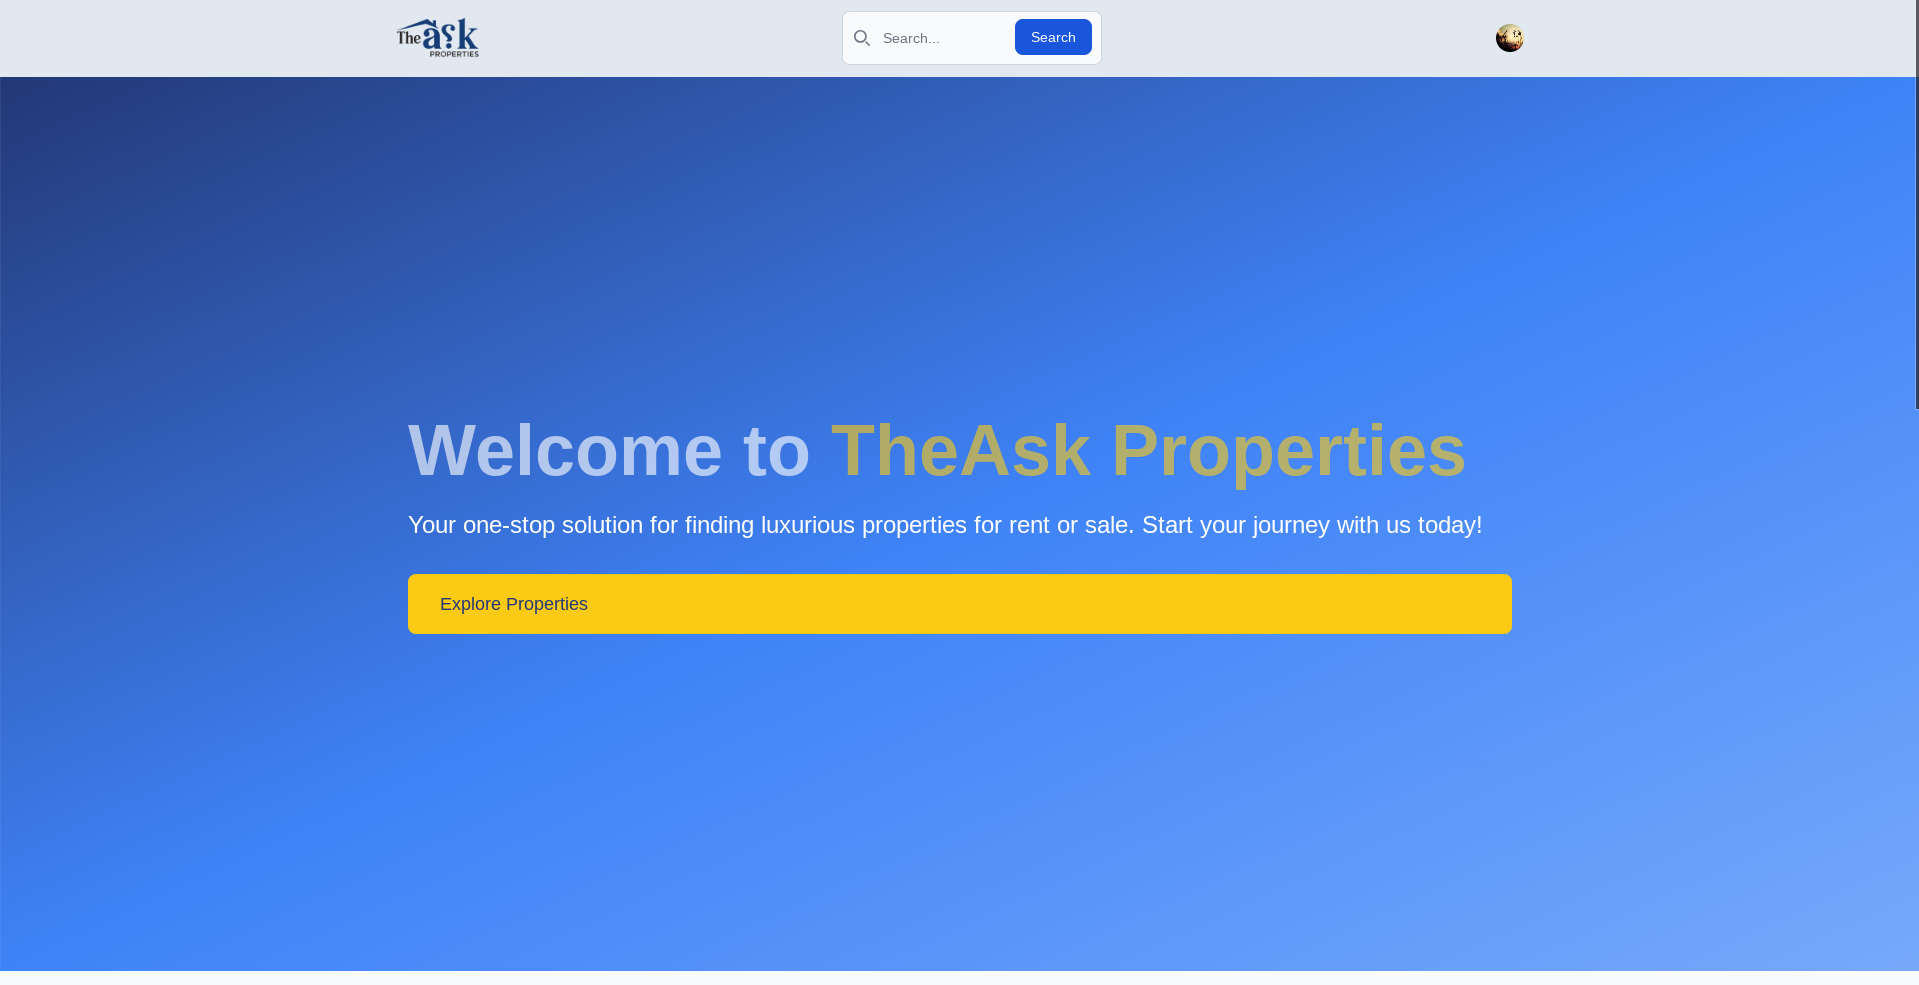 The ask
PROPERTIES
Search...
Search
Welcome to TheAsk Properties
Your one-stop solution for finding luxurious properties for rent or sale. Start your journey with us today!
Explore Properties